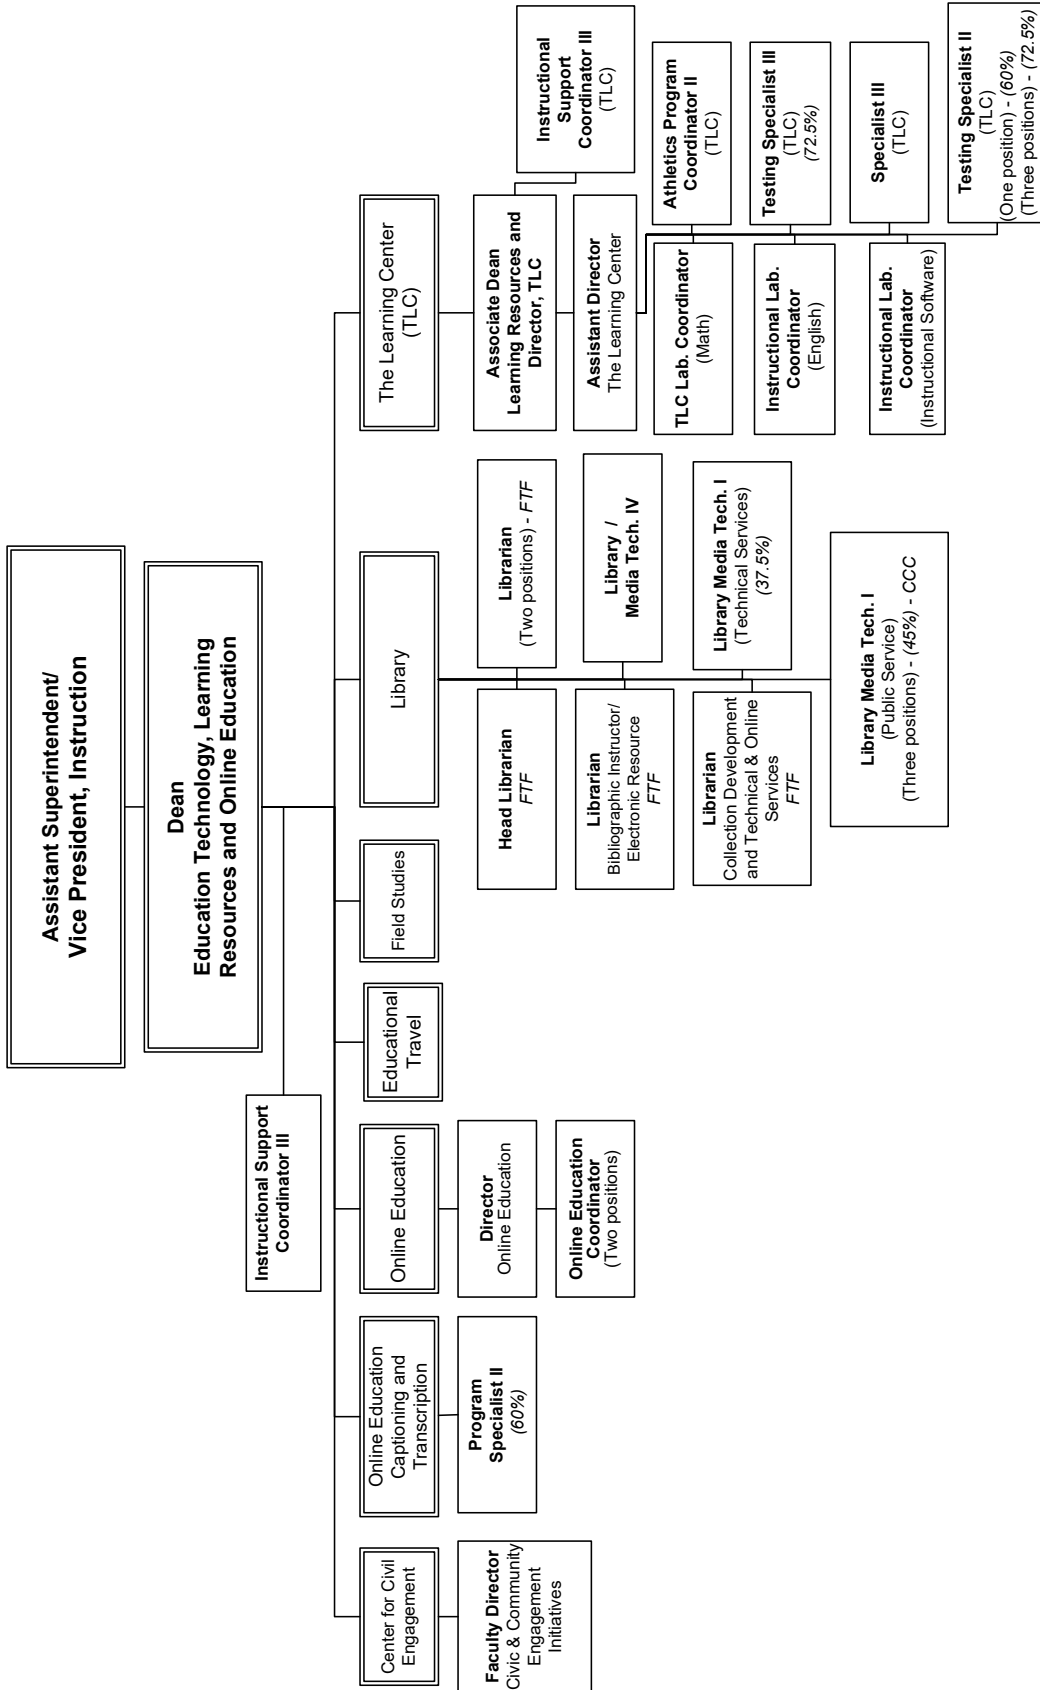 Assistant Superintendent/
Vice President, Instruction
Dean
Education Technology, Learning
Resources and Online Education
Instructional Support
Coordinator III
Center for Civil
Engagement
Faculty Director
Civic & Community
Engagement
Initiatives
Online Education
Captioning and
Transcription
Program
Specialist II
(60%)
Online Education
Director
Online Education
Online Education
Coordinator
(Two positions)
Educational
Travel
Field Studies
Library
Head Librarian
FTF
Librarian
(Two positions) - FTF
Librarian
Bibliographic Instructor/
Electronic Resource
FTF
Library /
Media Tech. IV
Librarian
Collection Development
and Technical & Online
Services
FTF
Library Media Tech. I
(Technical Services)
(37.5%)
Library Media Tech. I
(Public Service)
(Three positions) - (45%) - CCC
The Learning Center
(TLC)
Associate Dean
Learning Resources and
Director, TLC
Instructional
Support
Coordinator III
(TLC)
Assistant Director
The Learning Center
TLC Lab. Coordinator
(Math)
Athletics Program
Coordinator II
(TLC)
Instructional Lab.
Coordinator
(English)
Testing Specialist III
(TLC)
(72.5%)
Instructional Lab.
Coordinator
(Instructional Software)
Specialist III
(TLC)
Testing Specialist II
(TLC)
(One position) - (60%)
(Three positions) - (72.5%)